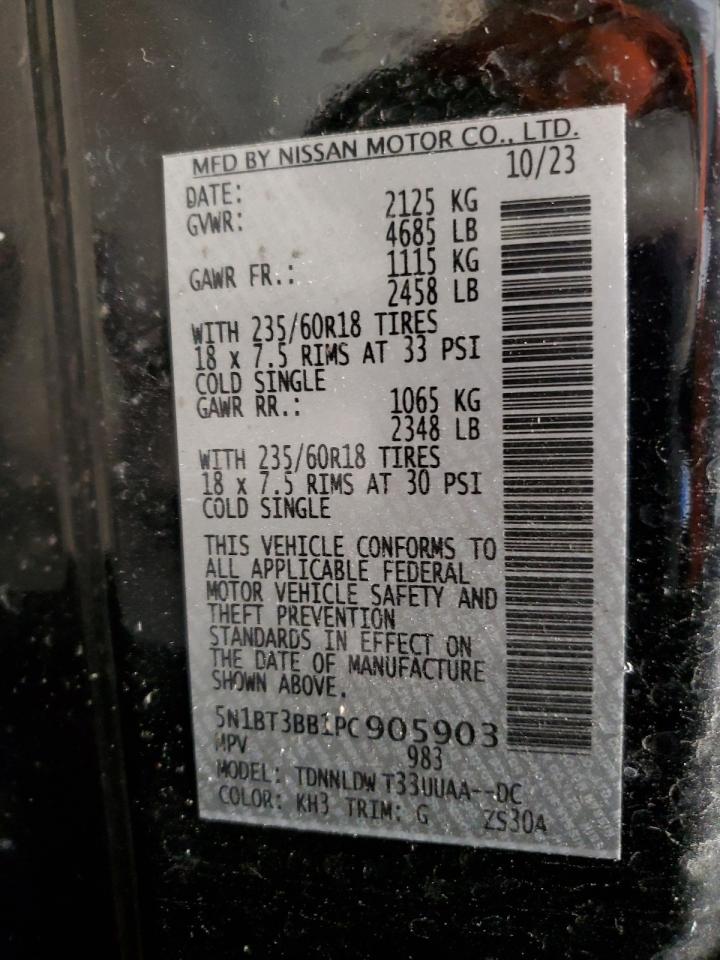 MFD BY NISSAN MOTOR CO., LTD.
DATE: 10/23
GVWR: 2125 KG
4685 LB
GAWR FR.: 1115 KG
2458 LB
WITH 235/60R18 TIRES
18 x 7.5 RIMS AT 33 PSI
COLD SINGLE
GAWR RR.: 1065 KG
2348 LB
WITH 235/60R18 TIRES
18 x 7.5 RIMS AT 30 PSI
COLD SINGLE
THIS VEHICLE CONFORMS TO
ALL APPLICABLE FEDERAL
MOTOR VEHICLE SAFETY AND
THEFT PREVENTION
STANDARDS IN EFFECT ON
THE DATE OF MANUFACTURE
SHOWN ABOVE.
5N1BT3BB1PC905903
MPV 983
MODEL: TDNNLDW T33UUAA--DC
COLOR: KH3 TRIM: G ZS30A